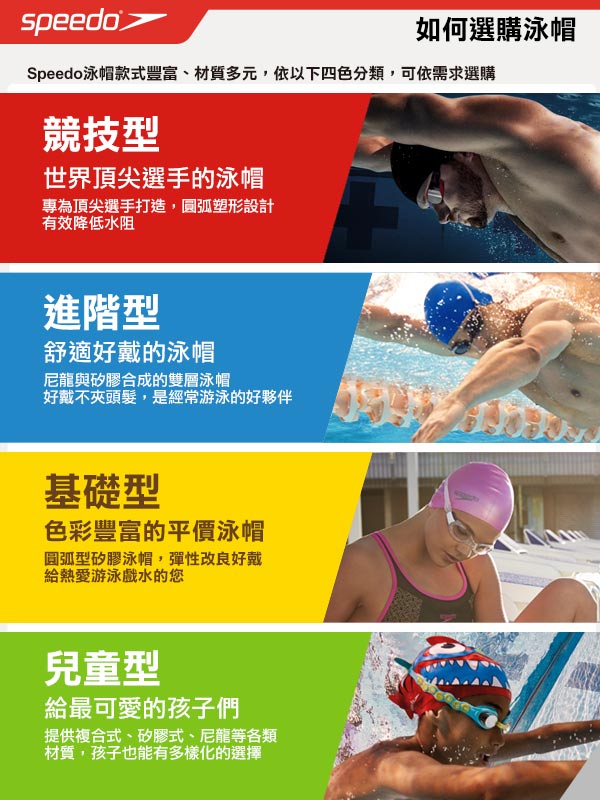 speedo
如何選購泳帽
Speedo泳帽款式豐富、材質多元，依以下四色分類，可依需求選購
競技型
世界頂尖選手的泳帽
專為頂尖選手打造，圓弧塑形設計
有效降低水阻
進階型
舒適好戴的泳帽
尼龍與矽膠合成的雙層泳帽
好戴不夾頭髮，是經常游泳的好夥伴
基礎型
色彩豐富的平價泳帽
圓弧型矽膠泳帽，彈性改良好戴
給熱愛游泳戲水的您
兒童型
給最可愛的孩子們
提供複合式、矽膠式、尼龍等各類
材質，孩子也能有多樣化的選擇